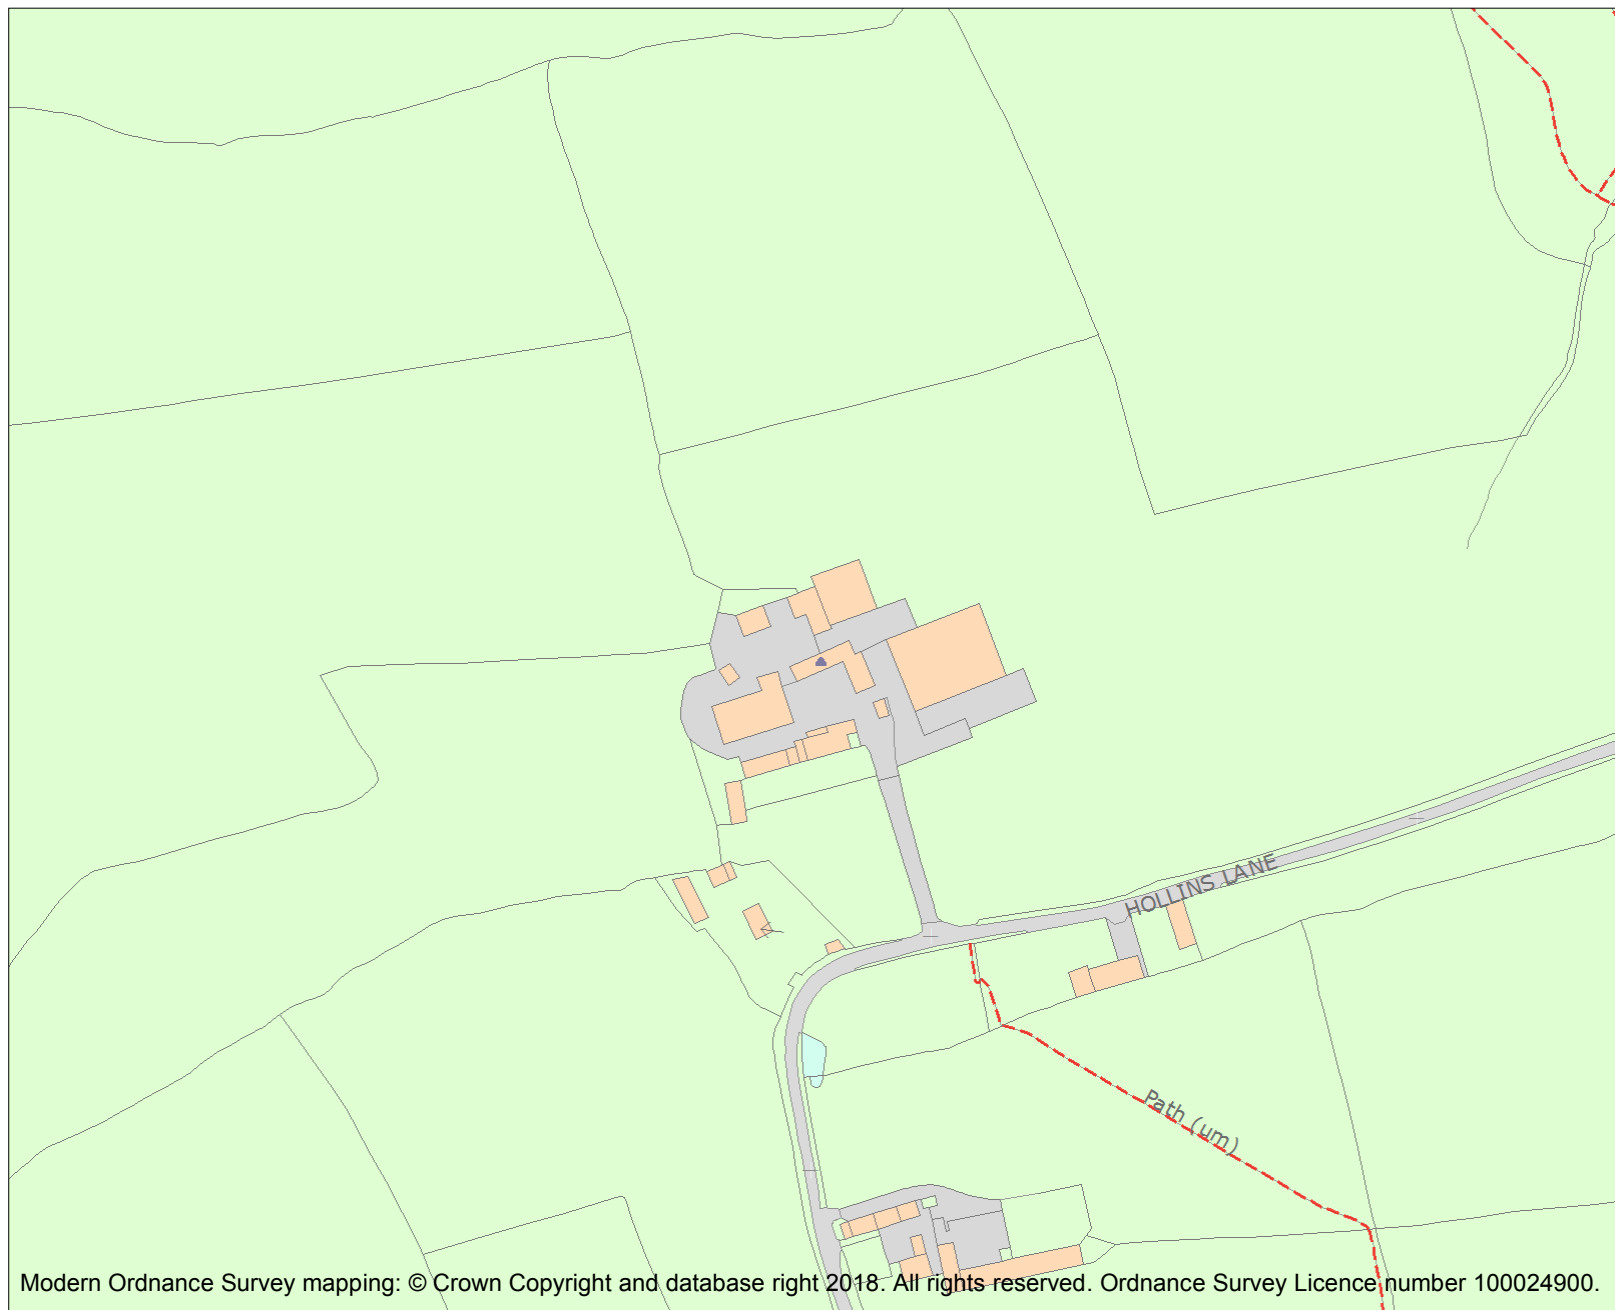 HOLLINS LANE
Path (um)
Modern Ordnance Survey mapping: © Crown Copyright and database right 2018. All rights reserved. Ordnance Survey Licence number 100024900.